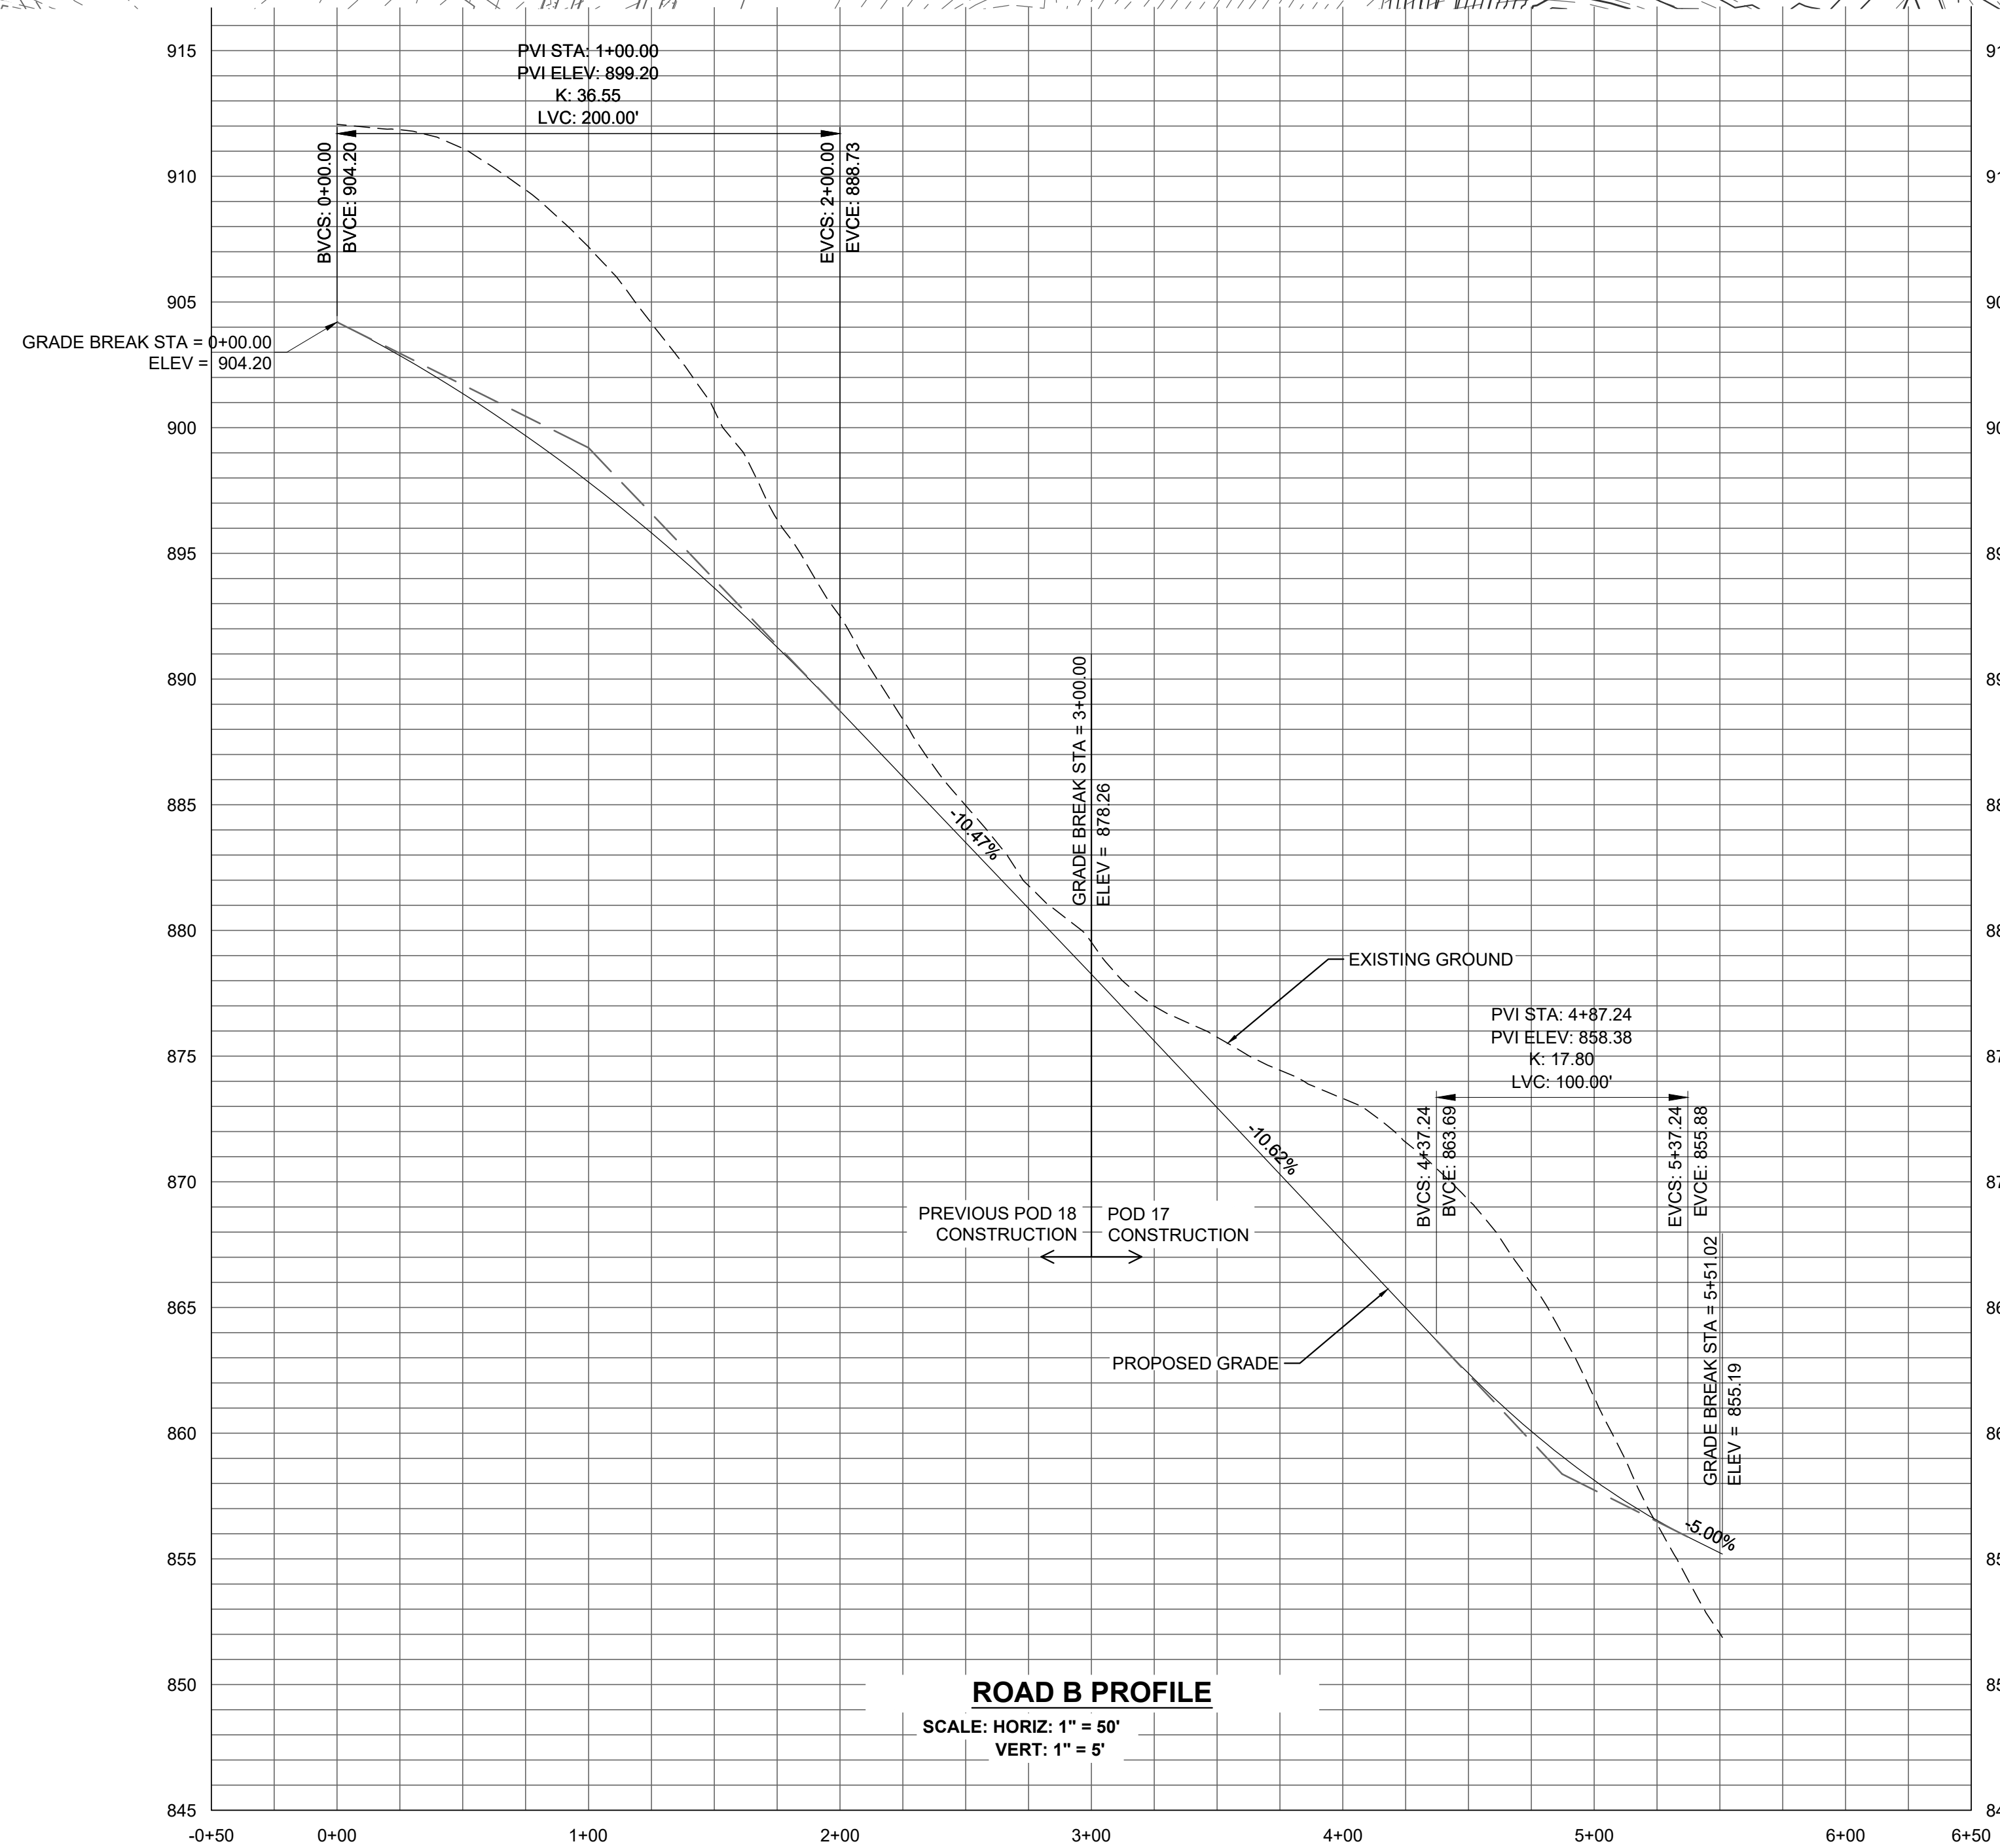 PVI STA: 1+00.00
PVI ELEV: 899.20
K: 36.55
LVC: 200.00'
BVCS: 0+00.00
BVCE: 904.20
EVCS: 2+00.00
EVCE: 888.73
GRADE BREAK STA = 0+00.00
ELEV = 904.20
-10.47%
GRADE BREAK STA = 3+00.00
ELEV = 878.26
EXISTING GROUND
PVI STA: 4+87.24
PVI ELEV: 858.38
K: 17.80
LVC: 100.00'
BVCS: 4+37.24
BVCE: 863.69
EVCS: 5+37.24
EVCE: 855.88
-10.62%
PREVIOUS POD 18
CONSTRUCTION
POD 17
CONSTRUCTION
PROPOSED GRADE
GRADE BREAK STA = 5+51.02
ELEV = 855.19
-5.00%
915
910
905
900
895
890
885
880
875
870
865
860
855
850
845
ROAD B PROFILE
SCALE: HORIZ: 1" = 50'
VERT: 1" = 5'
-0+50 0+00 1+00 2+00 3+00 4+00 5+00 6+00 6+50